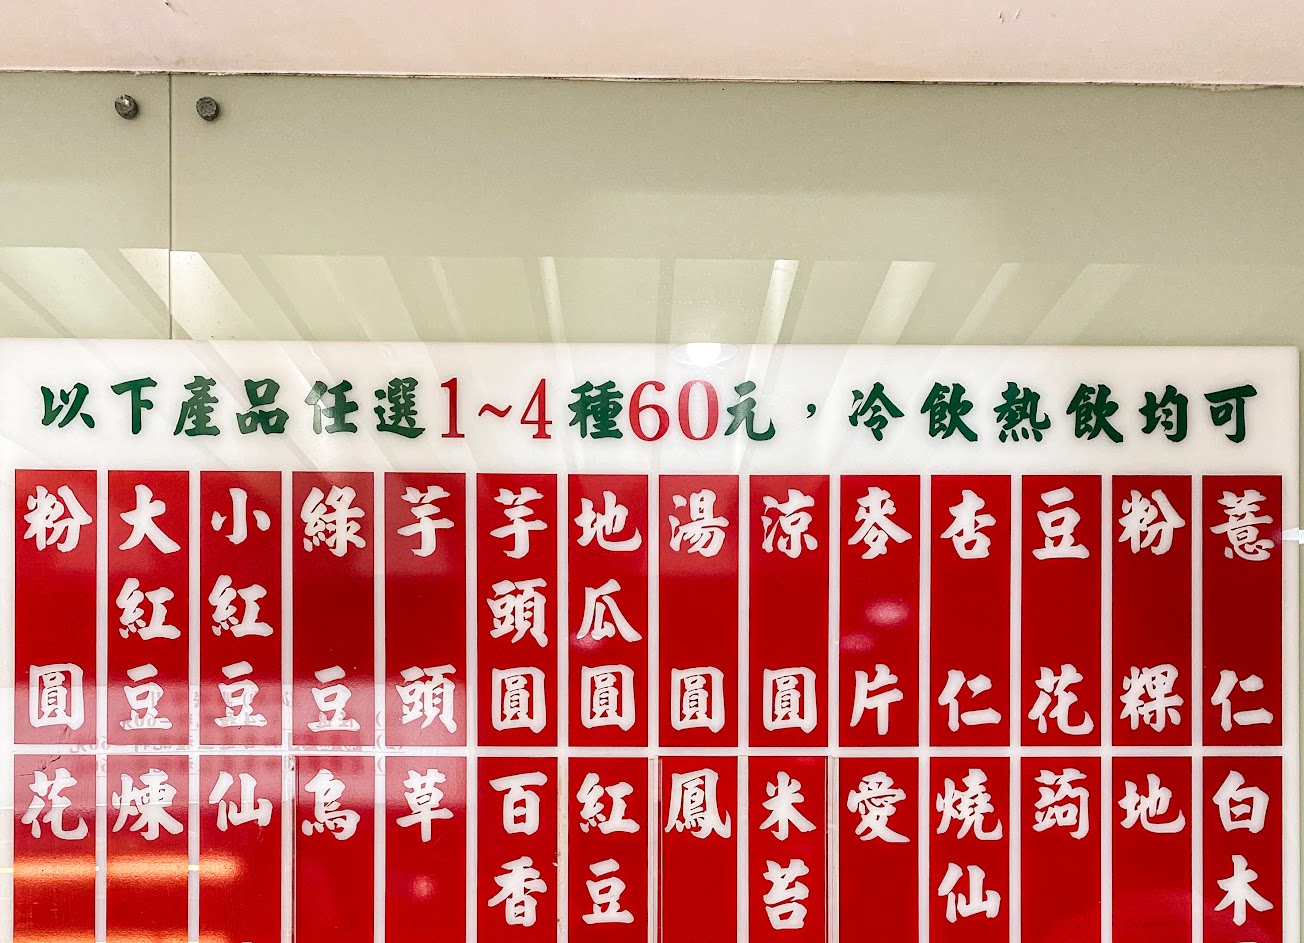 以下產品任選1~4種60元，冷飲熱飲均可
粉圓
大紅豆
小紅豆
綠豆
芋頭
芋頭圓
地瓜圓
湯圓
涼圓
麥片
杏仁
豆花
粉粿
薏仁
花
煉
仙
烏
草
百香
紅豆
鳳
米苔
愛
燒仙
蒟
地
白木